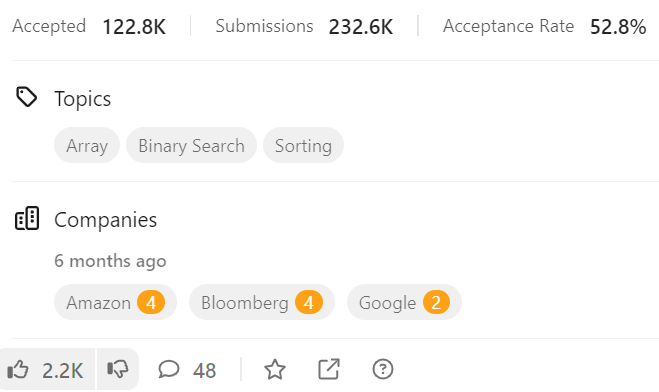 Accepted 122.8K Submissions 232.6K Acceptance Rate 52.8%
Topics
Array Binary Search Sorting
Companies
6 months ago
Amazon 4 Bloomberg 4 Google 2
2.2K 48